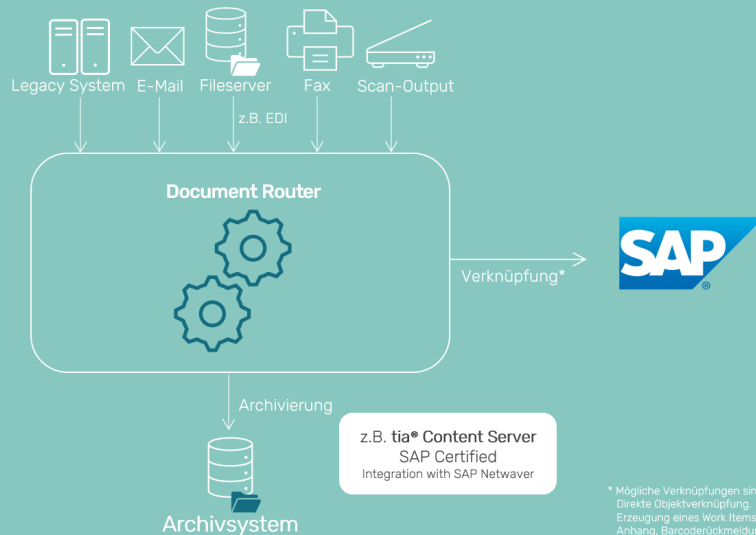 Legacy System E-Mail Fileserver Fax Scan-Output
z.B. EDI
Document Router
SAP
®
Verknüpfung*
Archivierung
z.B. tia® Content Server
SAP Certified
Integration with SAP Netwaver
Archivsystem
* Mögliche Verknüpfungen
Direkte Objektverknüpfung.
Erzeugung eines Work Items
Anhang,